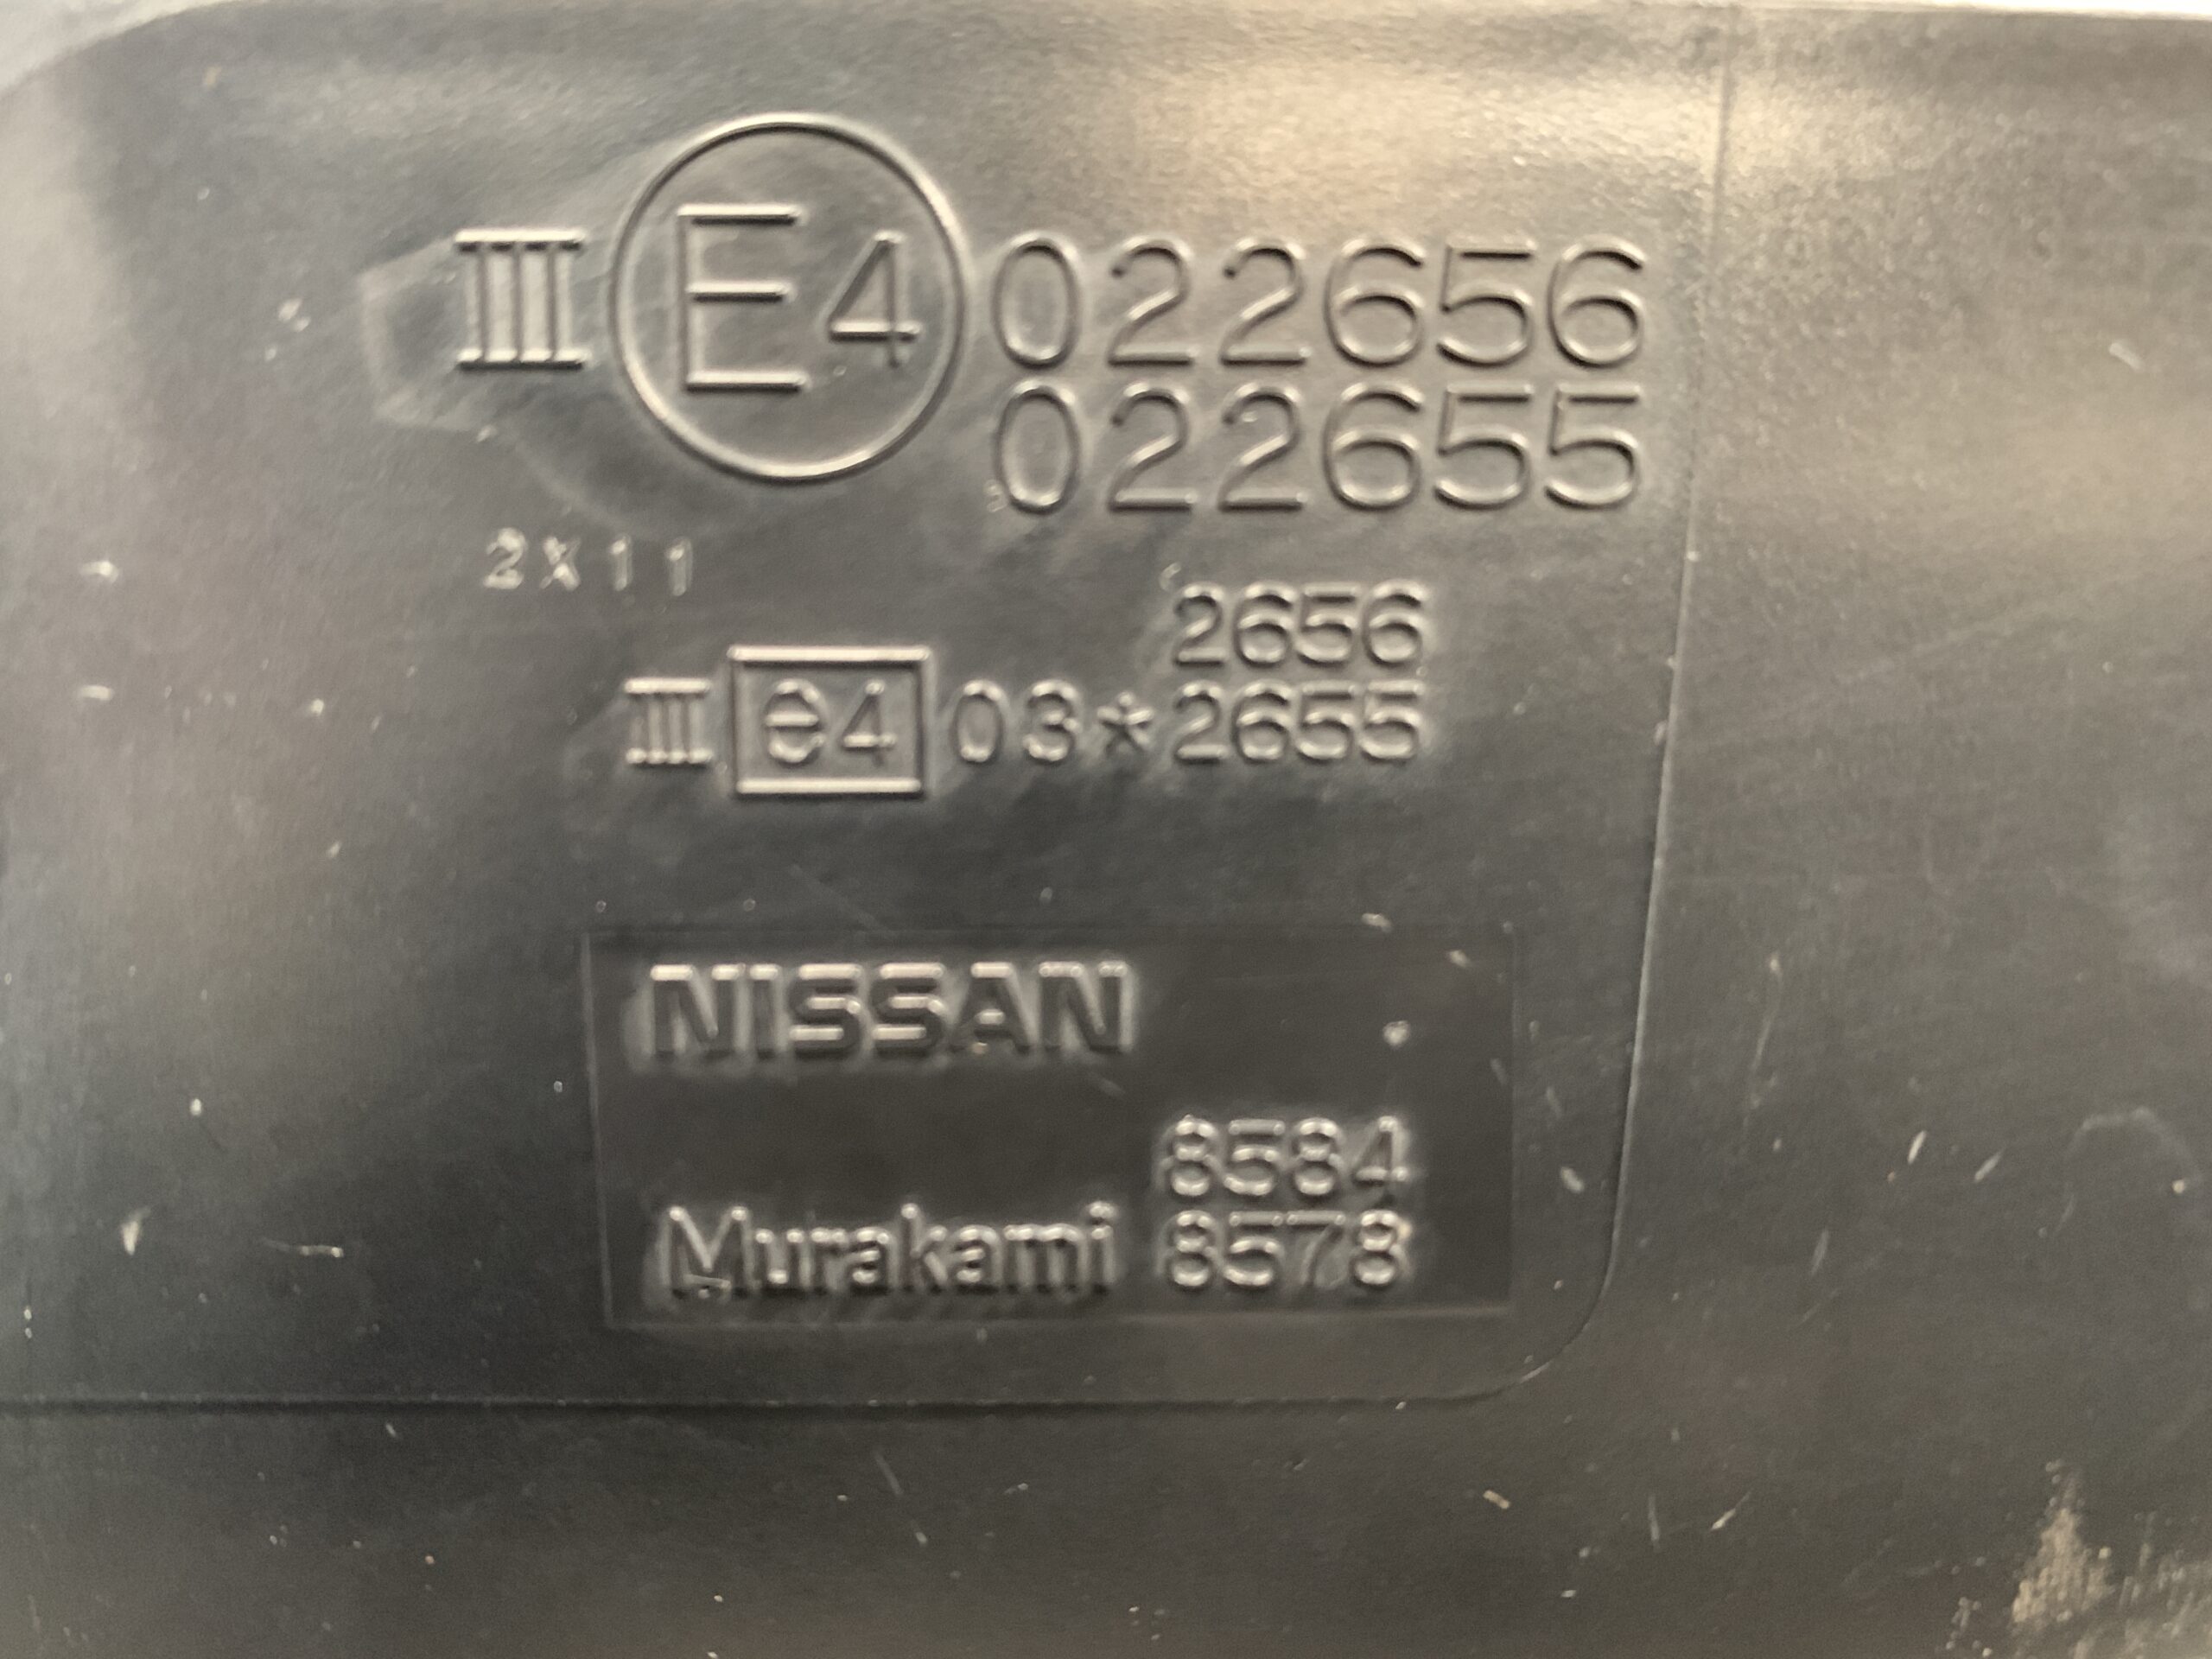 III E4 022656
022655
2X11
2656
III e4 03*2655
NISSAN
8584
Murakami 8578